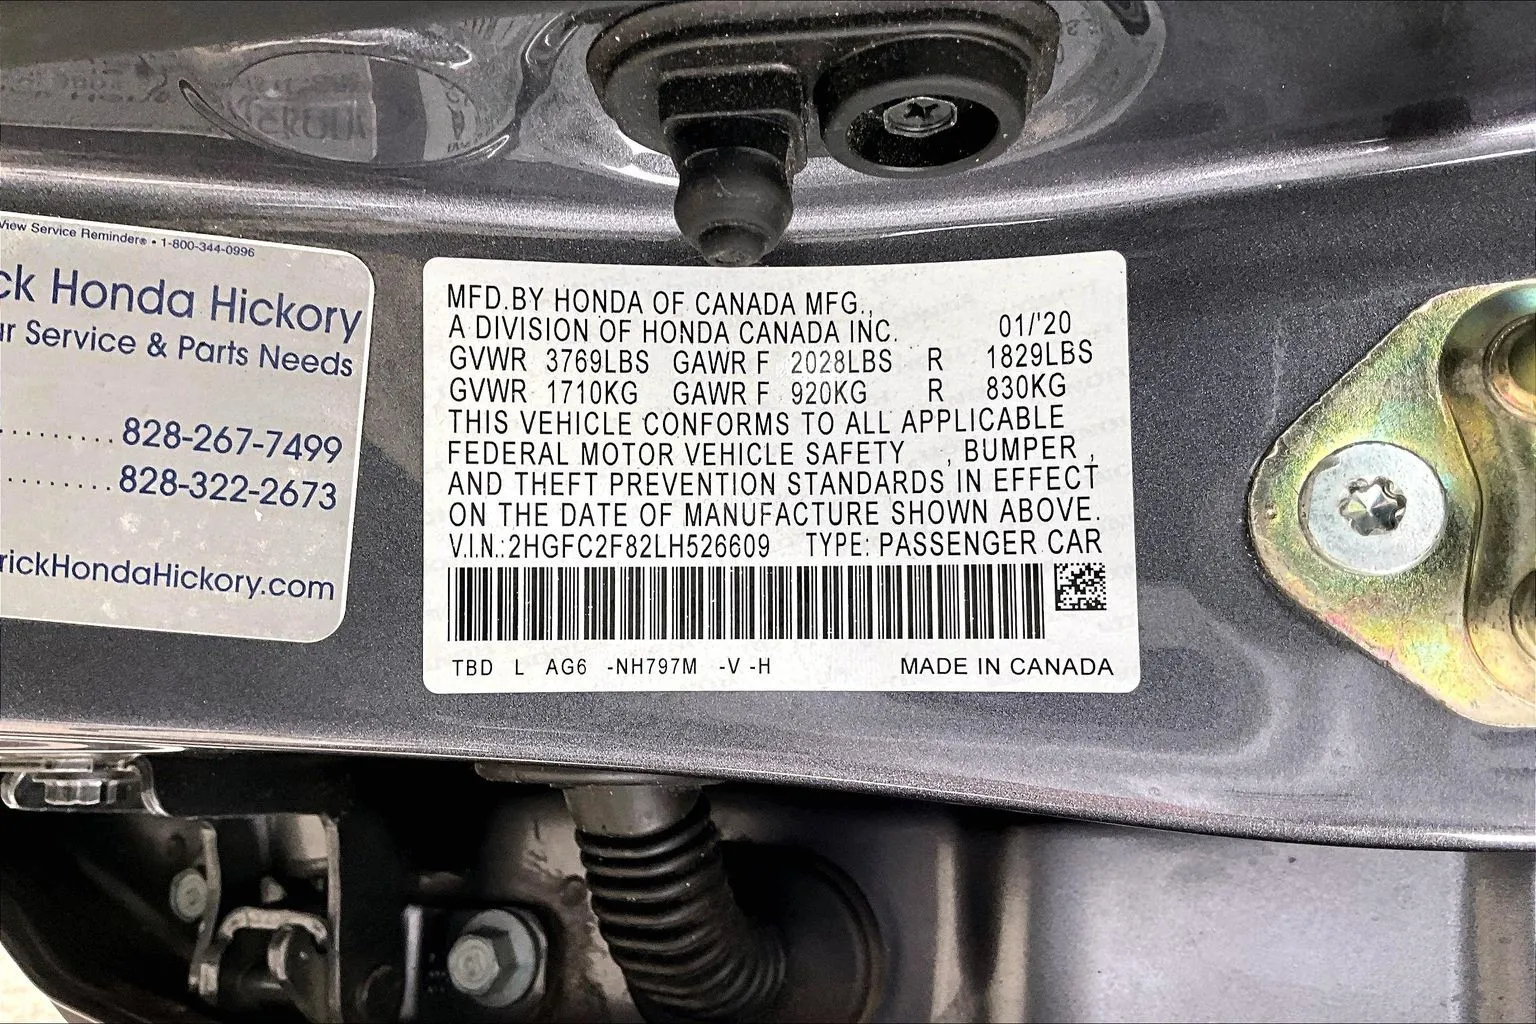 View Service Reminder® • 1-800-344-0996
ck Honda Hickory
ur Service & Parts Needs
.........828-267-7499
.........828-322-2673
rickHondaHickory.com
MFD.BY HONDA OF CANADA MFG.,
A DIVISION OF HONDA CANADA INC. 01/'20
GVWR 3769LBS GAWR F 2028LBS R 1829LBS
GVWR 1710KG GAWR F 920KG R 830KG
THIS VEHICLE CONFORMS TO ALL APPLICABLE
FEDERAL MOTOR VEHICLE SAFETY , BUMPER ,
AND THEFT PREVENTION STANDARDS IN EFFECT
ON THE DATE OF MANUFACTURE SHOWN ABOVE.
V.I.N.:2HGFC2F82LH526609 TYPE: PASSENGER CAR
TBD L AG6 -NH797M -V -H MADE IN CANADA